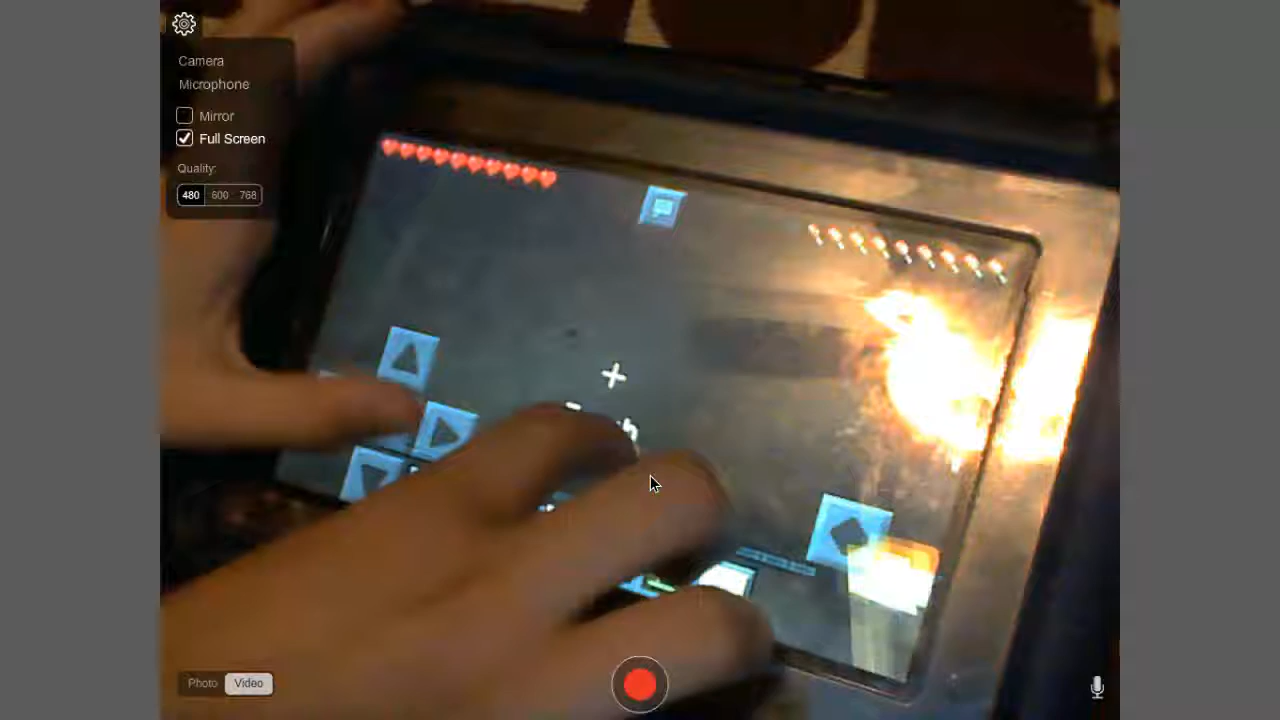 Camera
Microphone
Mirror
Full Screen
Quality:
480 600 768
Photo Video